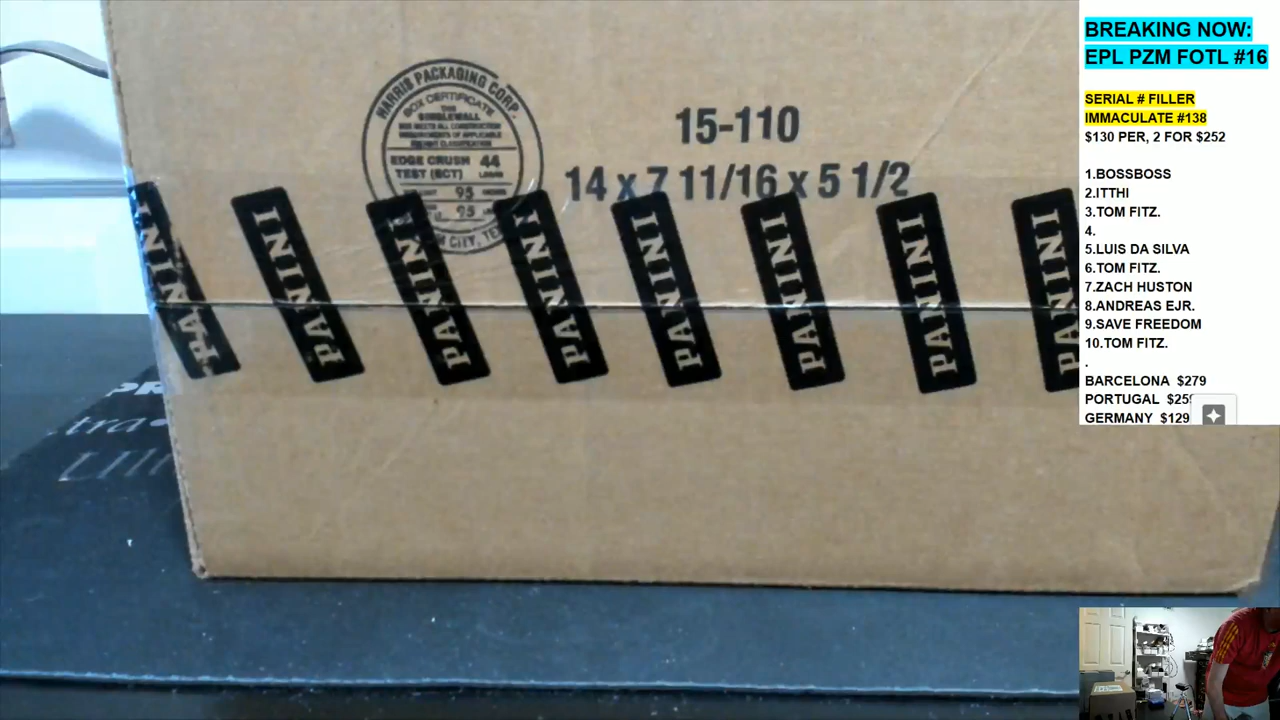 HARRIS PACKAGING CORP.
BOX CERTIFICATE
SINGLEWALL
EDGE CRUSH
TEST (ECT)
44
95
95
15-110
14 x 7 11/16 x 5 1/2
PANINI PANINI PANINI PANINI PANINI PANINI PANINI PANINI
BREAKING NOW:
EPL PZM FOTL #16
SERIAL # FILLER
IMMACULATE #138
$130 PER, 2 FOR $252
1.BOSSBOSS
2.ITTHI
3.TOM FITZ.
4.
5.LUIS DA SILVA
6.TOM FITZ.
7.ZACH HUSTON
8.ANDREAS EJR.
9.SAVE FREEDOM
10.TOM FITZ.
.
BARCELONA $279
PORTUGAL
GERMANY $129